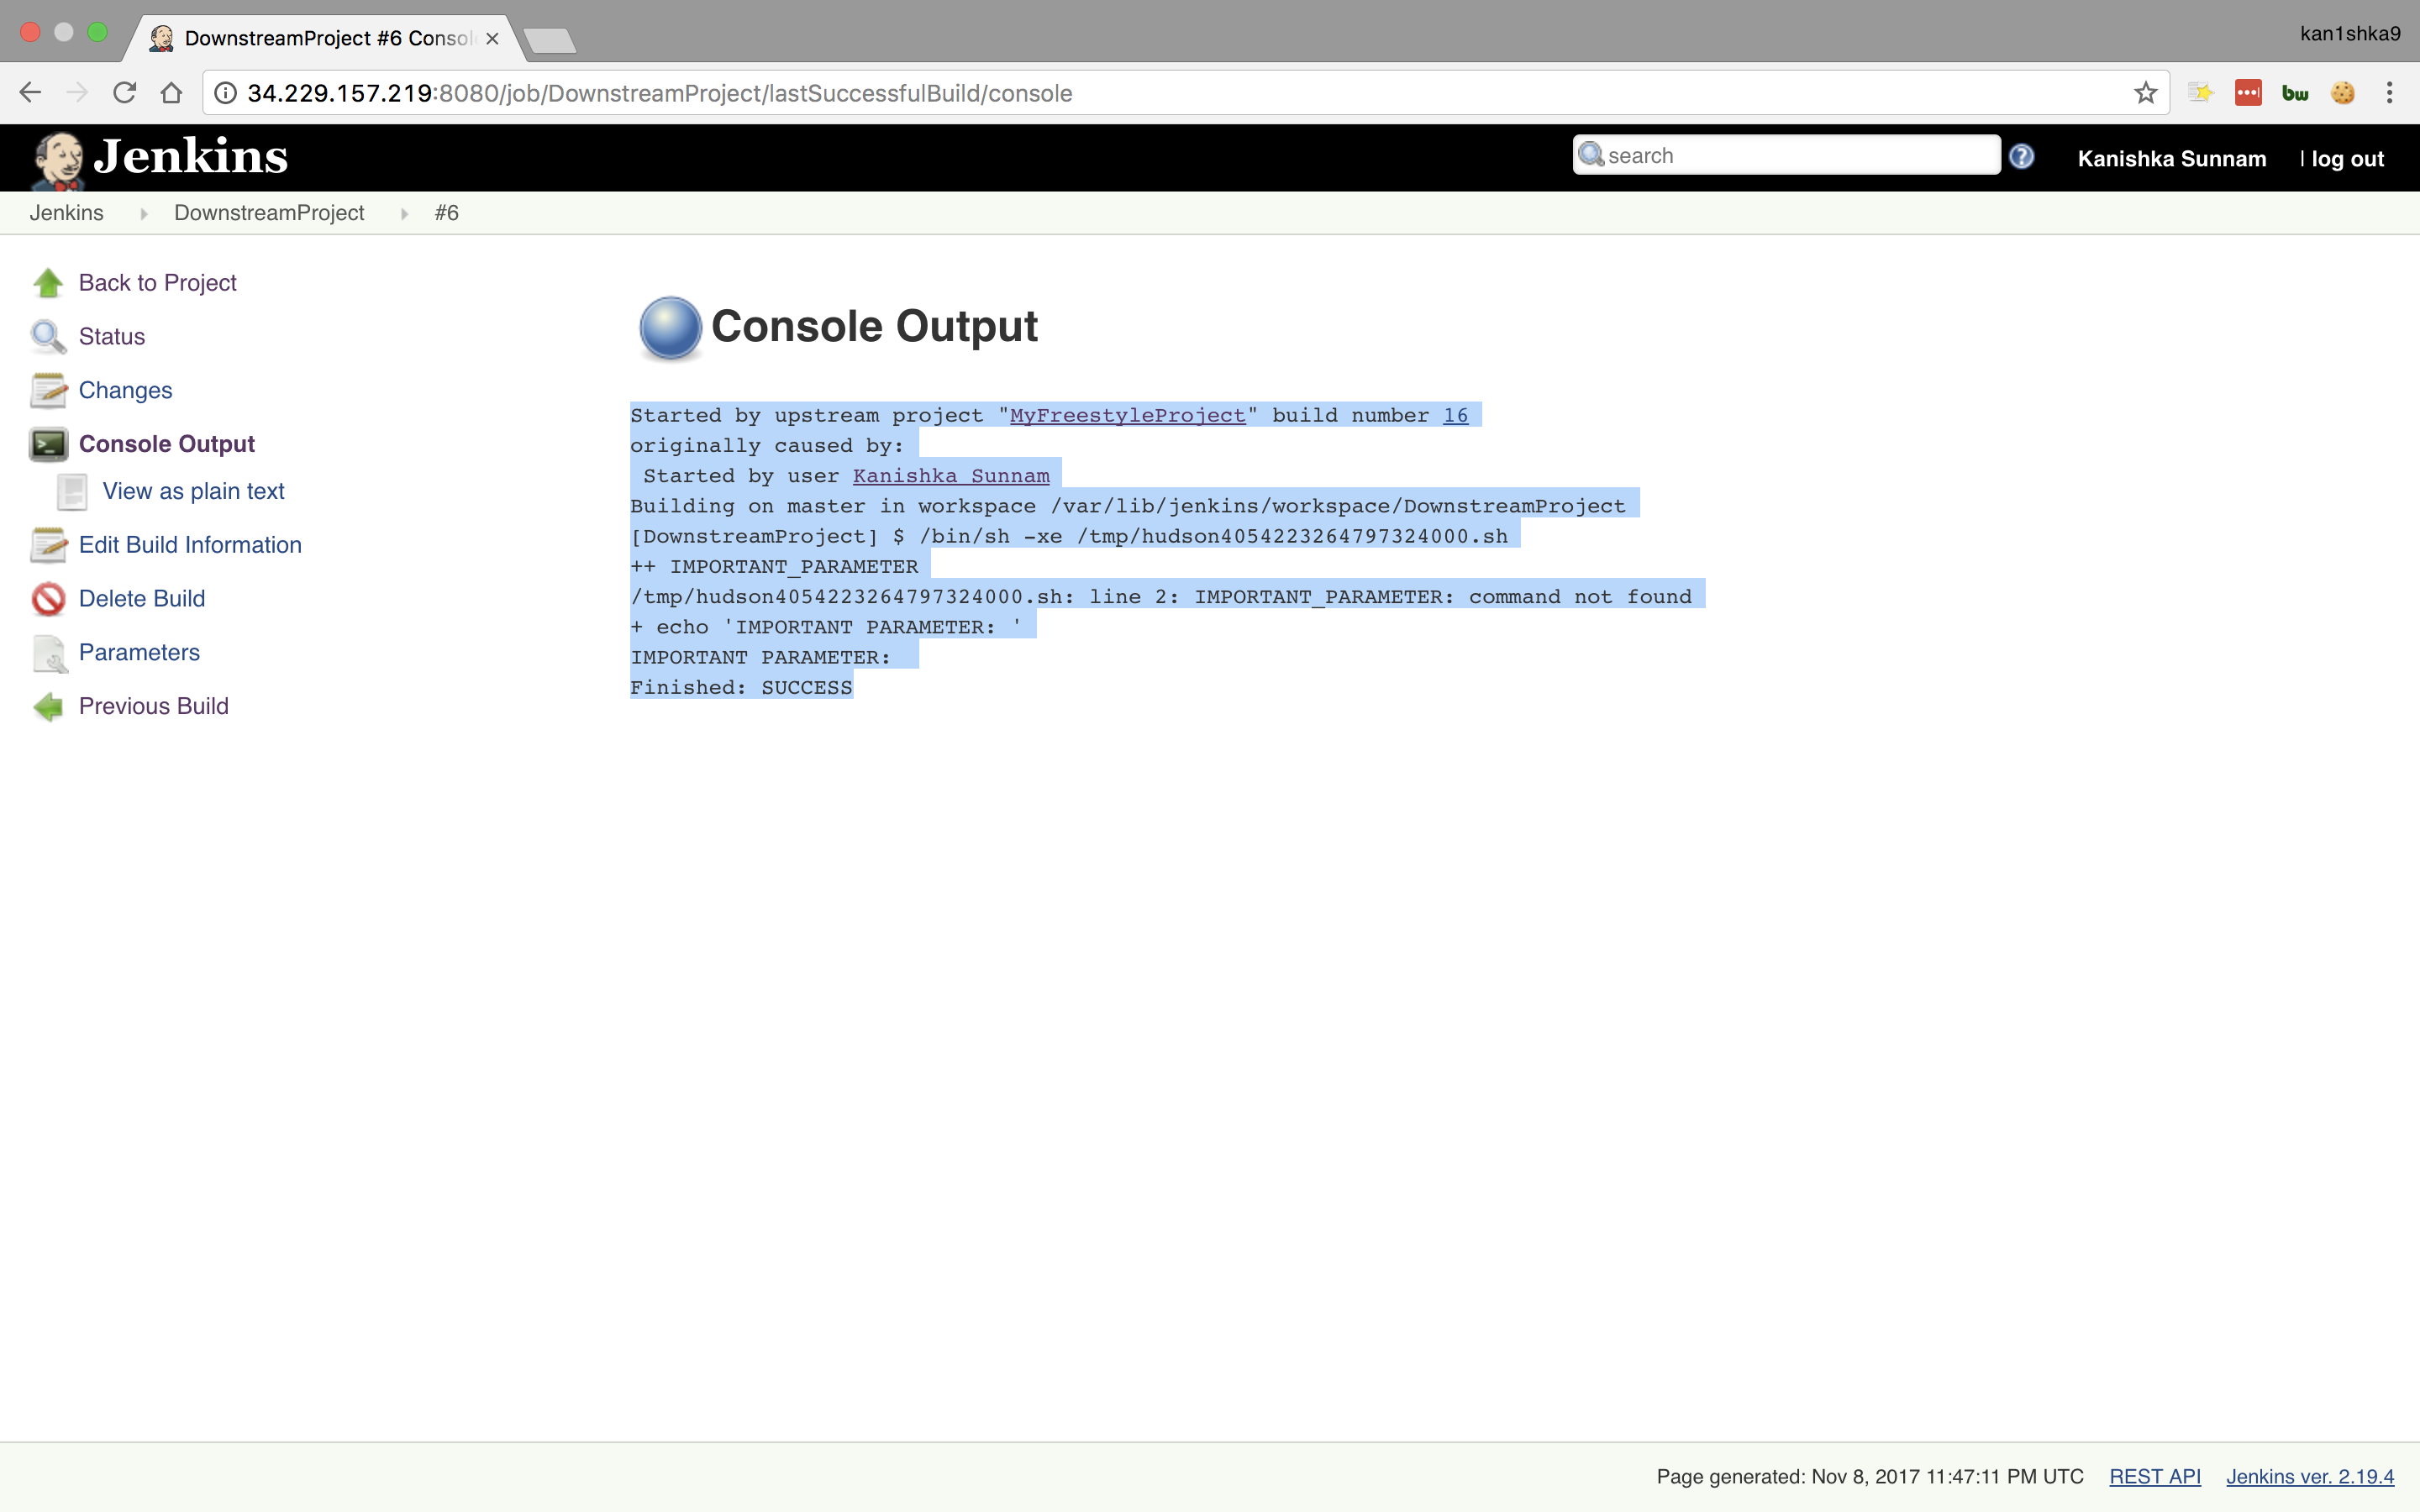 DownstreamProject #6 Consol
kan1shka9
34.229.157.219:8080/job/DownstreamProject/lastSuccessfulBuild/console
bw
Jenkins
search
Kanishka Sunnam
| log out
Jenkins
DownstreamProject
#6
Back to Project
Status
Changes
Console Output
View as plain text
Edit Build Information
Delete Build
Parameters
Previous Build
Console Output
Started by upstream project "MyFreestyleProject" build number 16
originally caused by:
Started by user Kanishka Sunnam
Building on master in workspace /var/lib/jenkins/workspace/DownstreamProject
[DownstreamProject] $ /bin/sh -xe /tmp/hudson4054223264797324000.sh
++ IMPORTANT_PARAMETER
/tmp/hudson4054223264797324000.sh: line 2: IMPORTANT_PARAMETER: command not found
+ echo 'IMPORTANT PARAMETER: '
IMPORTANT PARAMETER:
Finished: SUCCESS
Page generated: Nov 8, 2017 11:47:11 PM UTC
REST API
Jenkins ver. 2.19.4